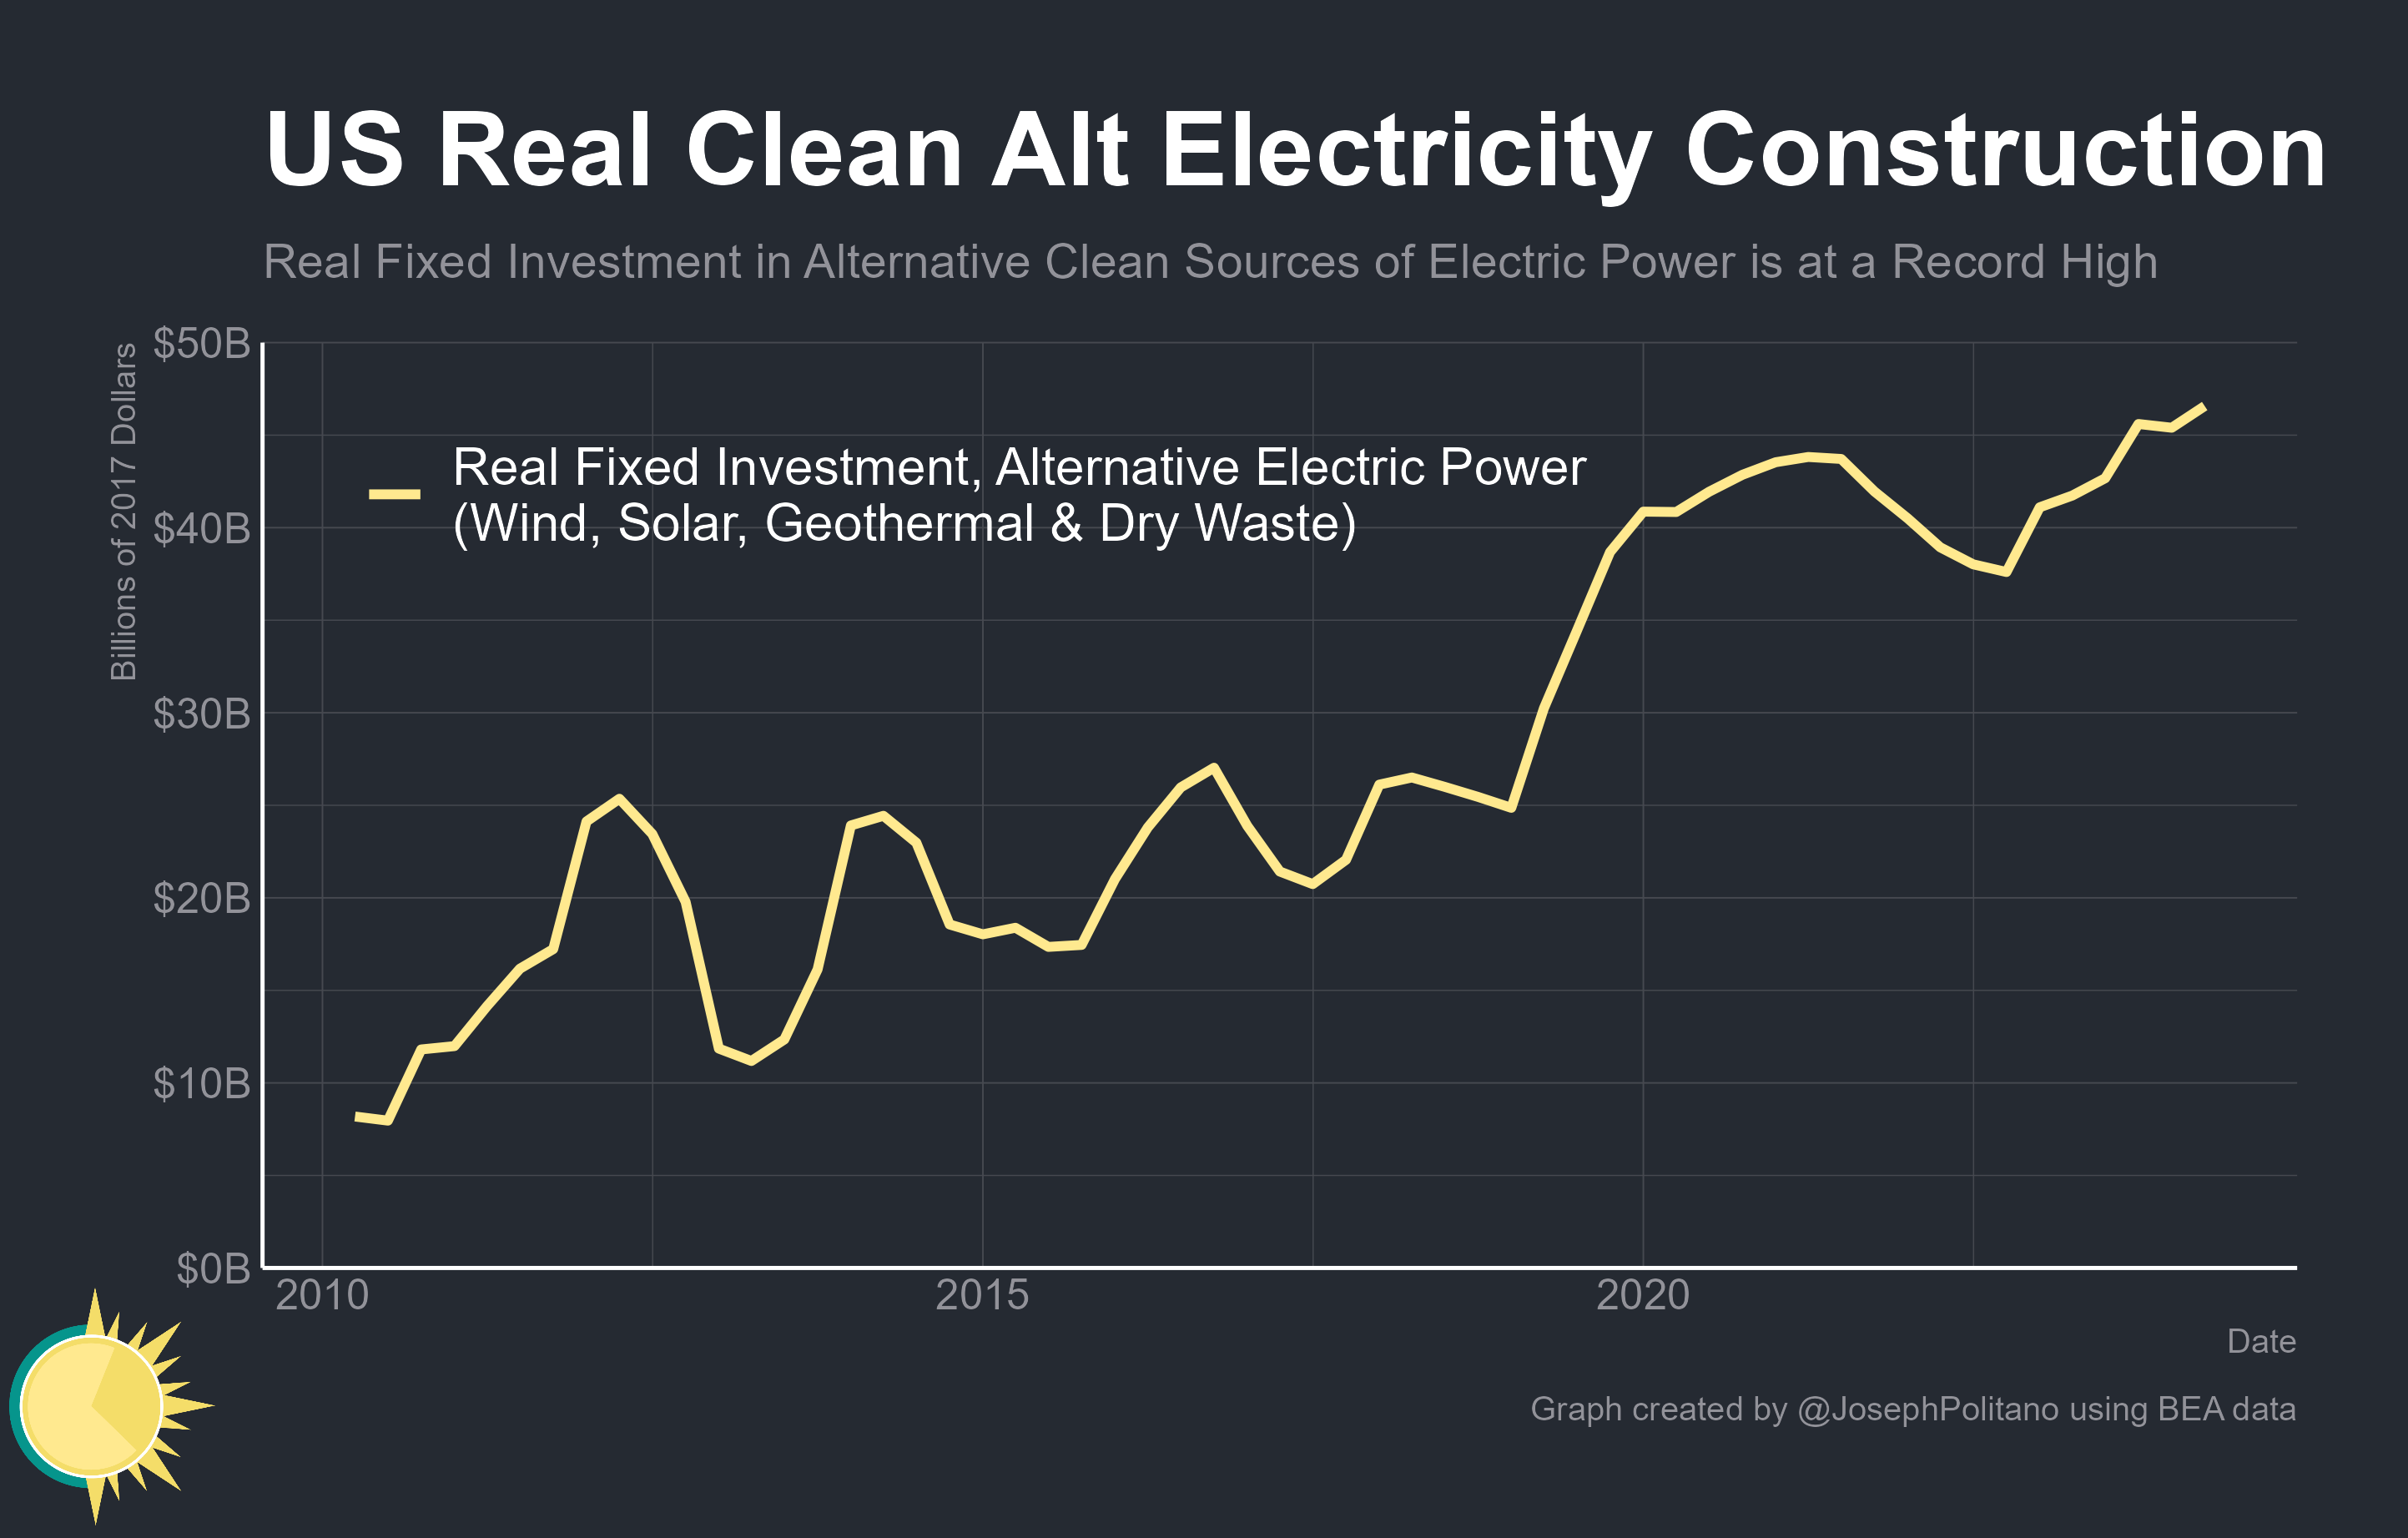 US Real Clean Alt Electricity Construction
Real Fixed Investment in Alternative Clean Sources of Electric Power is at a Record High
Billions of 2017 Dollars
$50B
$40B
$30B
$20B
$10B
$0B
Real Fixed Investment, Alternative Electric Power
(Wind, Solar, Geothermal & Dry Waste)
2010
2015
2020
Date
Graph created by @JosephPolitano using BEA data